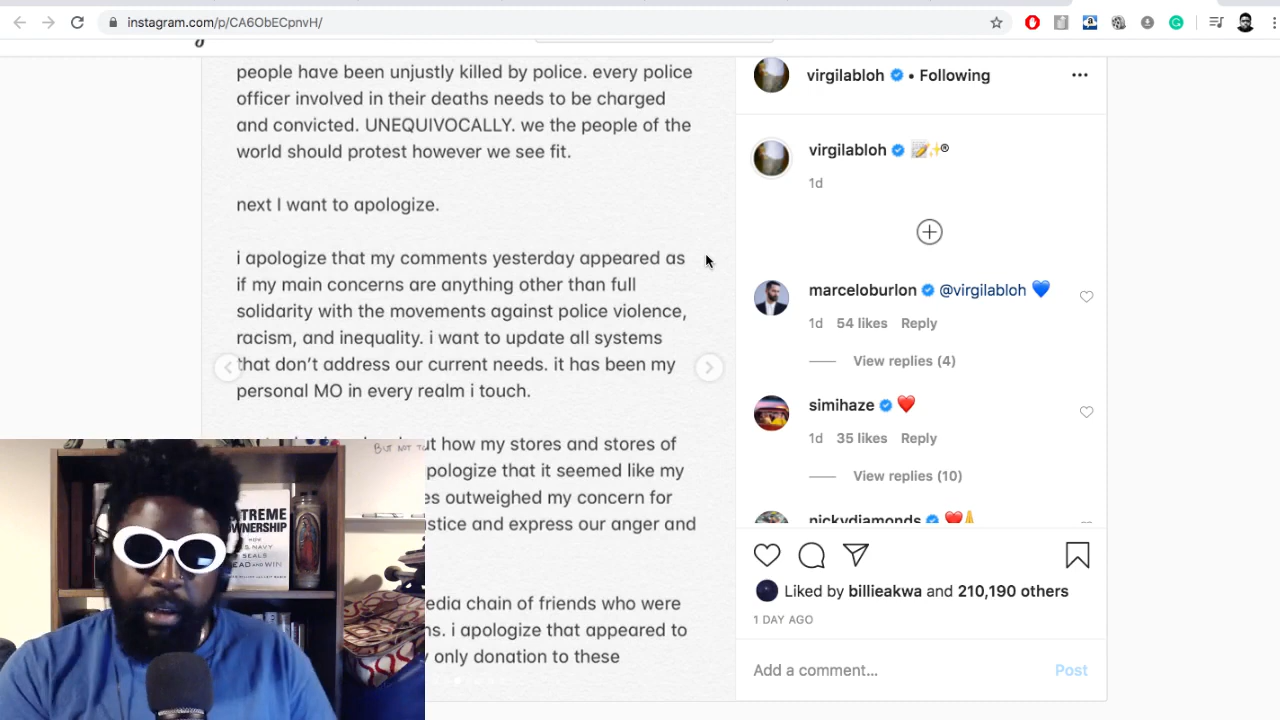 instagram.com/p/CA6ObECpnvH/
people have been unjustly killed by police. every police
officer involved in their deaths needs to be charged
and convicted. UNEQUIVOCALLY. we the people of the
world should protest however we see fit.
next I want to apologize.
i apologize that my comments yesterday appeared as
if my main concerns are anything other than full
solidarity with the movements against police violence,
racism, and inequality. i want to update all systems
that don't address our current needs. it has been my
personal MO in every realm i touch.
how my stores and stores of
that it seemed like my
outweighed my concern for
and express our anger and
chain of friends who were
i apologize that appeared to
only donation to these
virgilabloh • Following
virgilabloh 📝✨®
1d
marceloburlon @virgilabloh 💙
1d 54 likes Reply
View replies (4)
simihaze ❤️
1d 35 likes Reply
View replies (10)
nickydiamonds ❤️🙏
Liked by billieakwa and 210,190 others
1 DAY AGO
Add a comment... Post
BUT NOT
OWNERSHIP
HOW
NAVY
SEALS
AND WIN